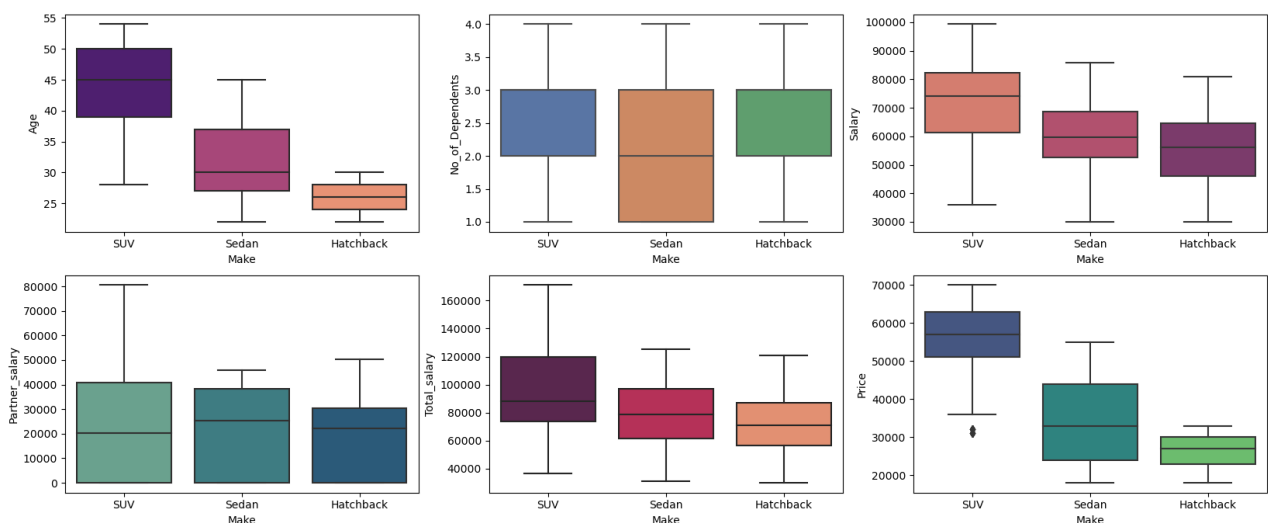 Age
55
50
45
40
35
30
25
SUV Sedan Hatchback
Make
No_of_Dependents
4.0
3.5
3.0
2.5
2.0
1.5
1.0
SUV Sedan Hatchback
Make
Salary
100000
90000
80000
70000
60000
50000
40000
30000
SUV Sedan Hatchback
Make
Partner_salary
80000
70000
60000
50000
40000
30000
20000
10000
0
SUV Sedan Hatchback
Make
Total_salary
160000
140000
120000
100000
80000
60000
40000
SUV Sedan Hatchback
Make
Price
70000
60000
50000
40000
30000
20000
SUV Sedan Hatchback
Make